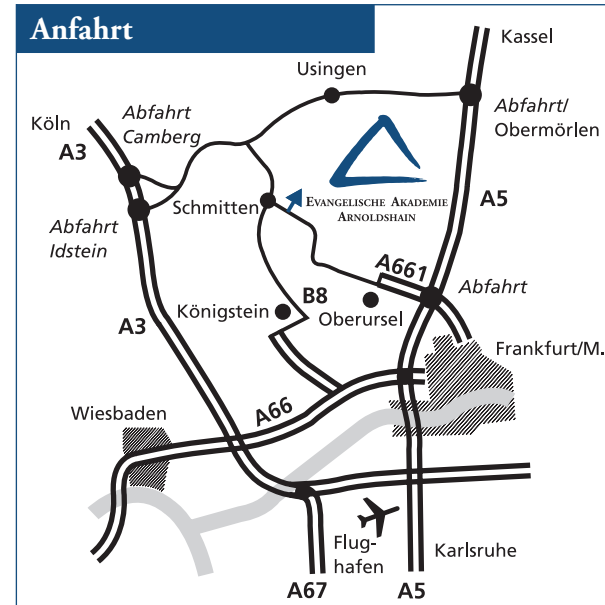 Anfahrt
Kassel
Usingen
Köln
Abfahrt
Camberg
Abfahrt/
Obermörlen
A3
A5
Schmitten
EVANGELISCHE AKADEMIE
ARNOLDSHAIN
Abfahrt
Idstein
A661
Abfahrt
A3
Königstein
B8
Oberursel
Frankfurt/M.
Wiesbaden
A66
Flug-
hafen
Karlsruhe
A67
A5